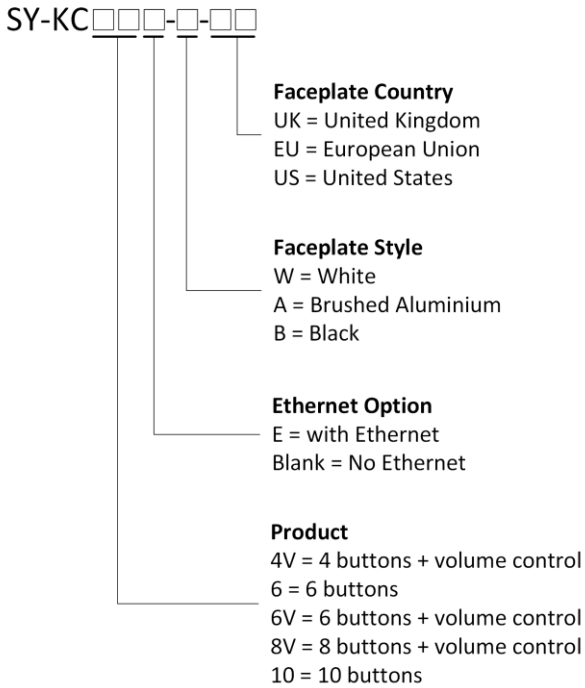 SY-KC□□□-□-□□
Faceplate Country
UK = United Kingdom
EU = European Union
US = United States
Faceplate Style
W = White
A = Brushed Aluminium
B = Black
Ethernet Option
E = with Ethernet
Blank = No Ethernet
Product
4V = 4 buttons + volume control
6 = 6 buttons
6V = 6 buttons + volume control
8V = 8 buttons + volume control
10 = 10 buttons